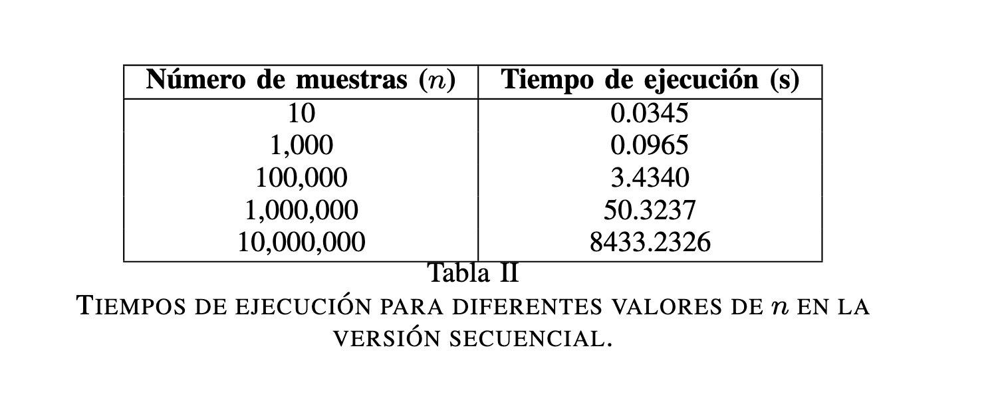 Número de muestras (n) Tiempo de ejecución (s)
10 0.0345
1,000 0.0965
100,000 3.4340
1,000,000 50.3237
10,000,000 8433.2326
Tabla II
TIEMPOS DE EJECUCIÓN PARA DIFERENTES VALORES DE n EN LA
VERSIÓN SECUENCIAL.